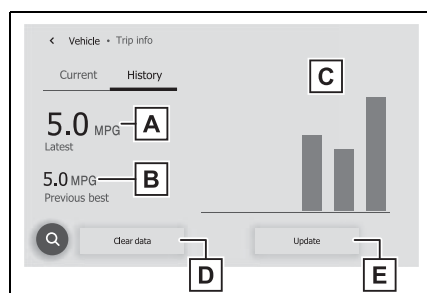 Vehicle • Trip info
Current History
C
5.0 MPG A
Latest
5.0 MPG B
Previous best
Clear data Update
D E